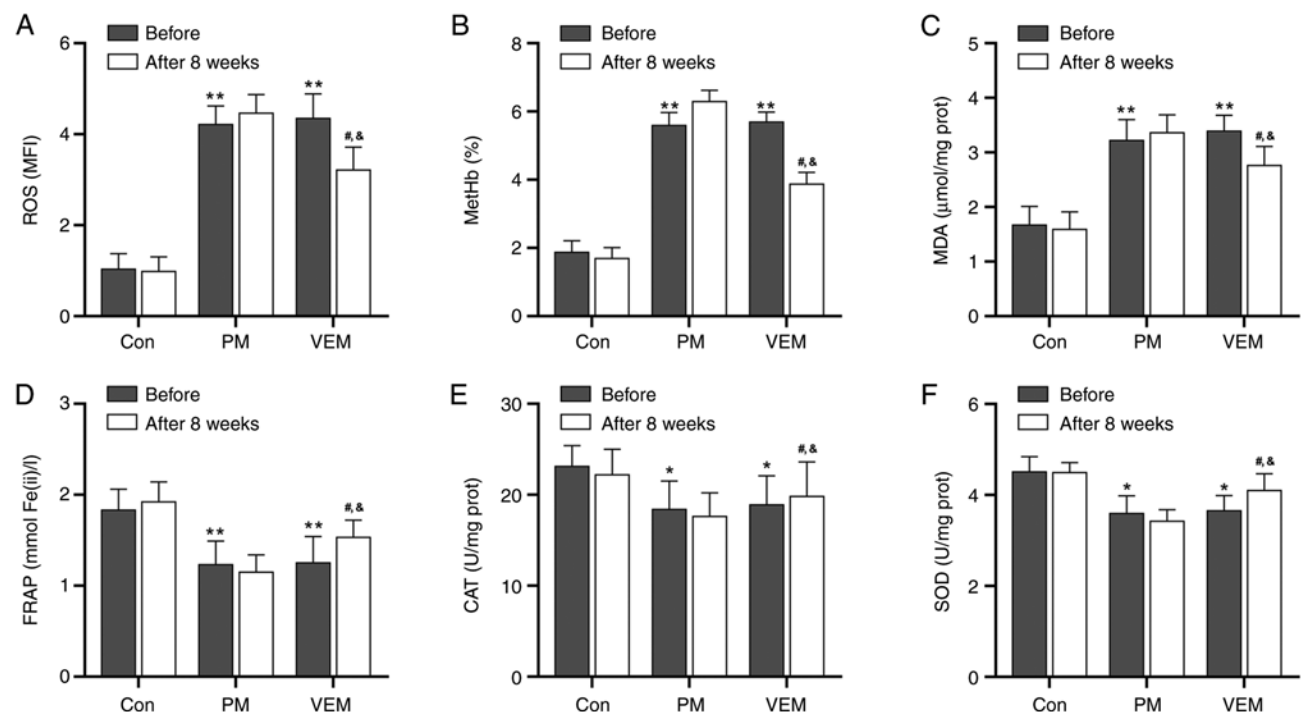 A
Before
After 8 weeks
ROS (MFI)
6
4
2
0
**
**
#,&
Con PM VEM
B
Before
After 8 weeks
MetHb (%)
8
6
4
2
0
**
**
#,&
Con PM VEM
C
Before
After 8 weeks
MDA (µmol/mg prot)
5
4
3
2
1
0
**
**
#,&
Con PM VEM
D
Before
After 8 weeks
FRAP (mmol Fe(ii)/l)
3
2
1
0
**
**
#,&
Con PM VEM
E
Before
After 8 weeks
CAT (U/mg prot)
30
20
10
0
*
*
#,&
Con PM VEM
F
Before
After 8 weeks
SOD (U/mg prot)
6
4
2
0
*
*
#,&
Con PM VEM